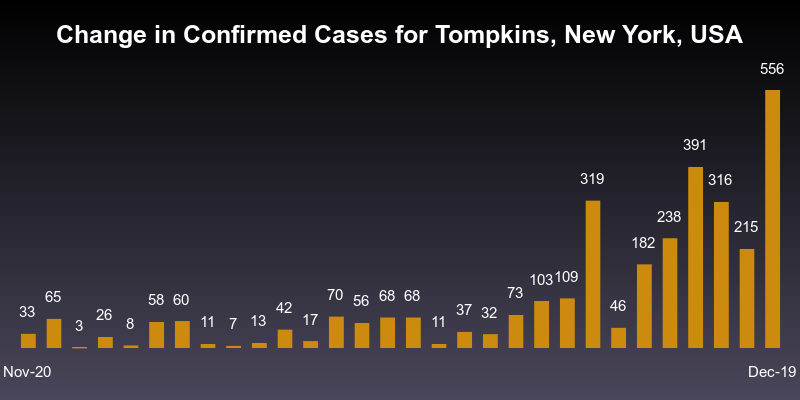 Change in Confirmed Cases for Tompkins, New York, USA
33 65 3 26 8 58 60 11 7 13 42 17 70 56 68 68 11 37 32 73 103 109 319 46 182 238 391 316 215 556
Nov-20 Dec-19